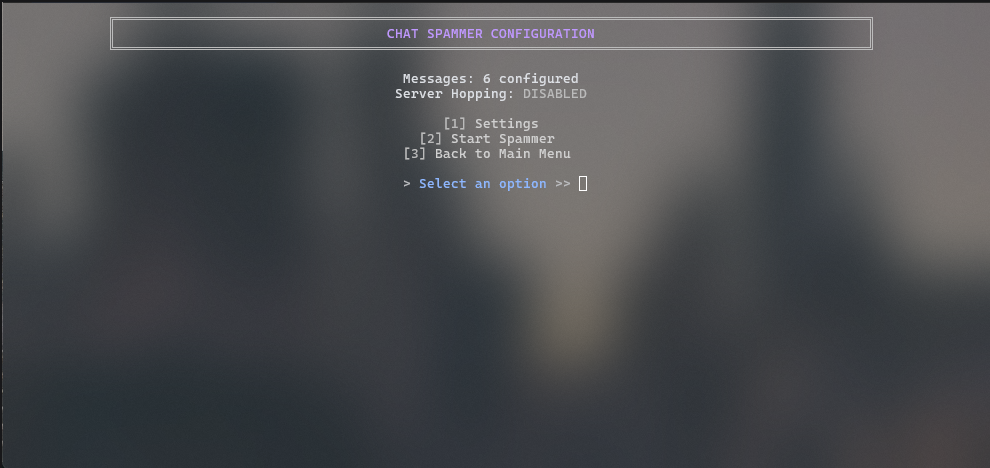 CHAT SPAMMER CONFIGURATION
Messages: 6 configured
Server Hopping: DISABLED
[1] Settings
[2] Start Spammer
[3] Back to Main Menu
> Select an option >>